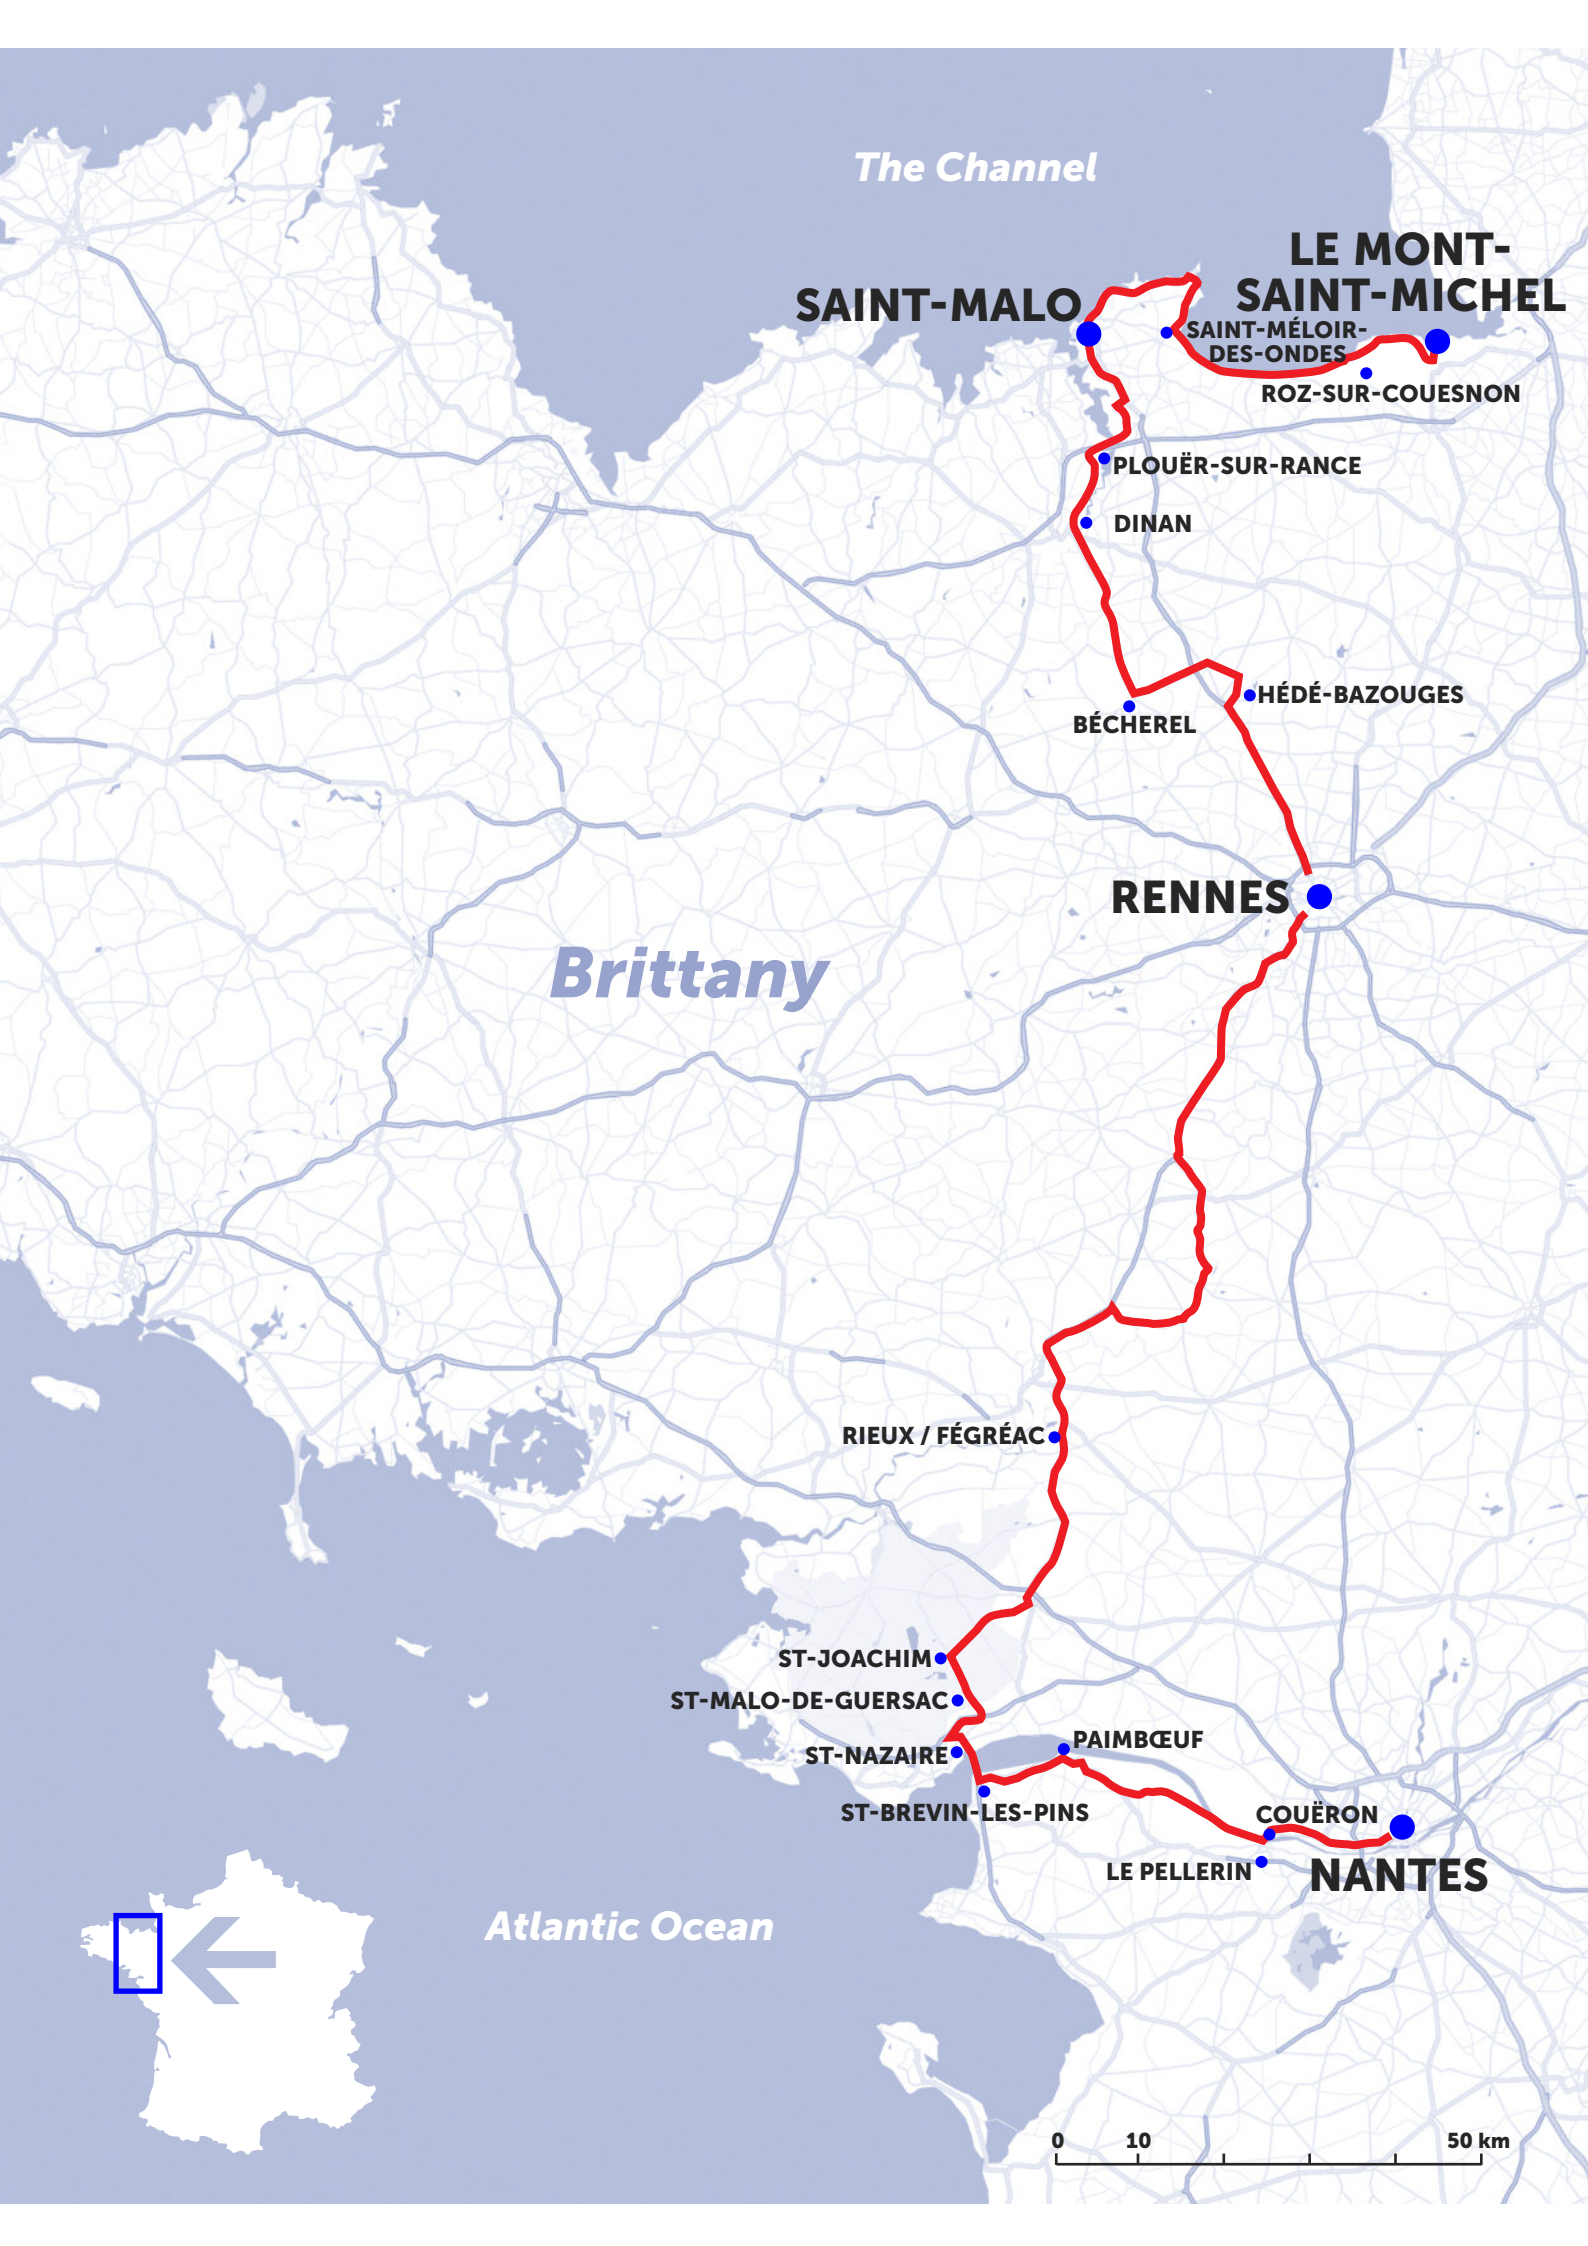 The Channel
LE MONT-
SAINT-MICHEL
SAINT-MALO
SAINT-MÉLOIR-
DES-ONDES
ROZ-SUR-COUESNON
PLOUËR-SUR-RANCE
DINAN
HÉDÉ-BAZOUGES
BÉCHEREL
RENNES
Brittany
RIEUX / FÉGRÉAC
ST-JOACHIM
ST-MALO-DE-GUERSAC
PAIMBŒUF
ST-NAZAIRE
ST-BREVIN-LES-PINS
COUËRON
LE PELLERIN
NANTES
Atlantic Ocean
0 10 50 km